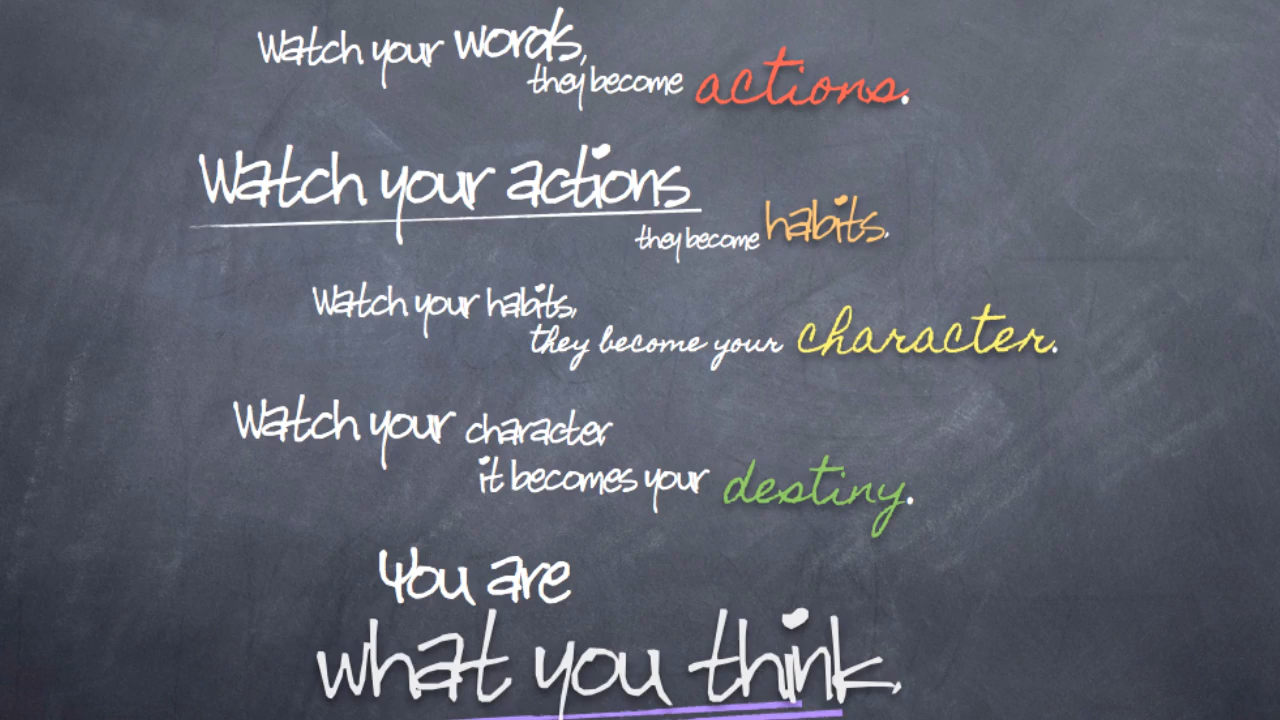 Watch your words,
they become actions.
Watch your actions
they become habits.
Watch your habits,
they become your character.
Watch your character
it becomes your destiny.
You are
what you think.